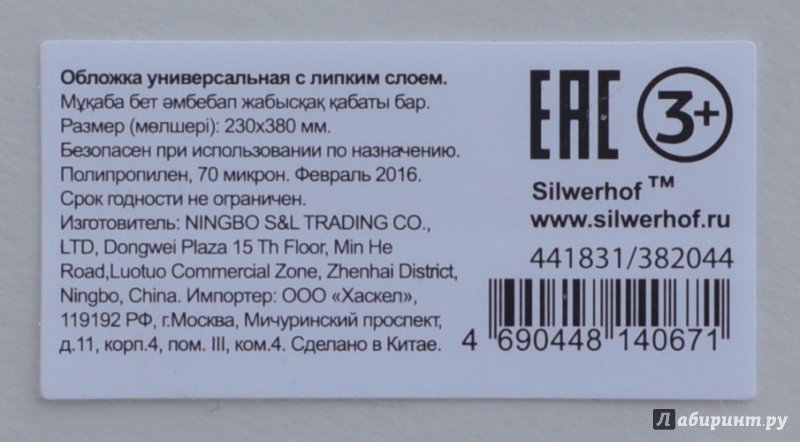 Обложка универсальная с липким слоем.
Мұқаба бет әмбебап жабысқақ қабаты бар.
Размер (мөлшері): 230х380 мм.
Безопасен при использовании по назначению.
Полипропилен, 70 микрон. Февраль 2016.
Срок годности не ограничен.
Изготовитель: NINGBO S&L TRADING CO.,
LTD, Dongwei Plaza 15 Th Floor, Min He
Road,Luotuo Commercial Zone, Zhenhai District,
Ningbo, China. Импортер: ООО «Хаскел»,
119192 РФ, г.Москва, Мичуринский проспект,
д.11, корп.4, пом. III, ком.4. Сделано в Китае.
EAC 3+
Silwerhof ™
www.silwerhof.ru
441831/382044
4 690448 140671
Лабиринт.ру